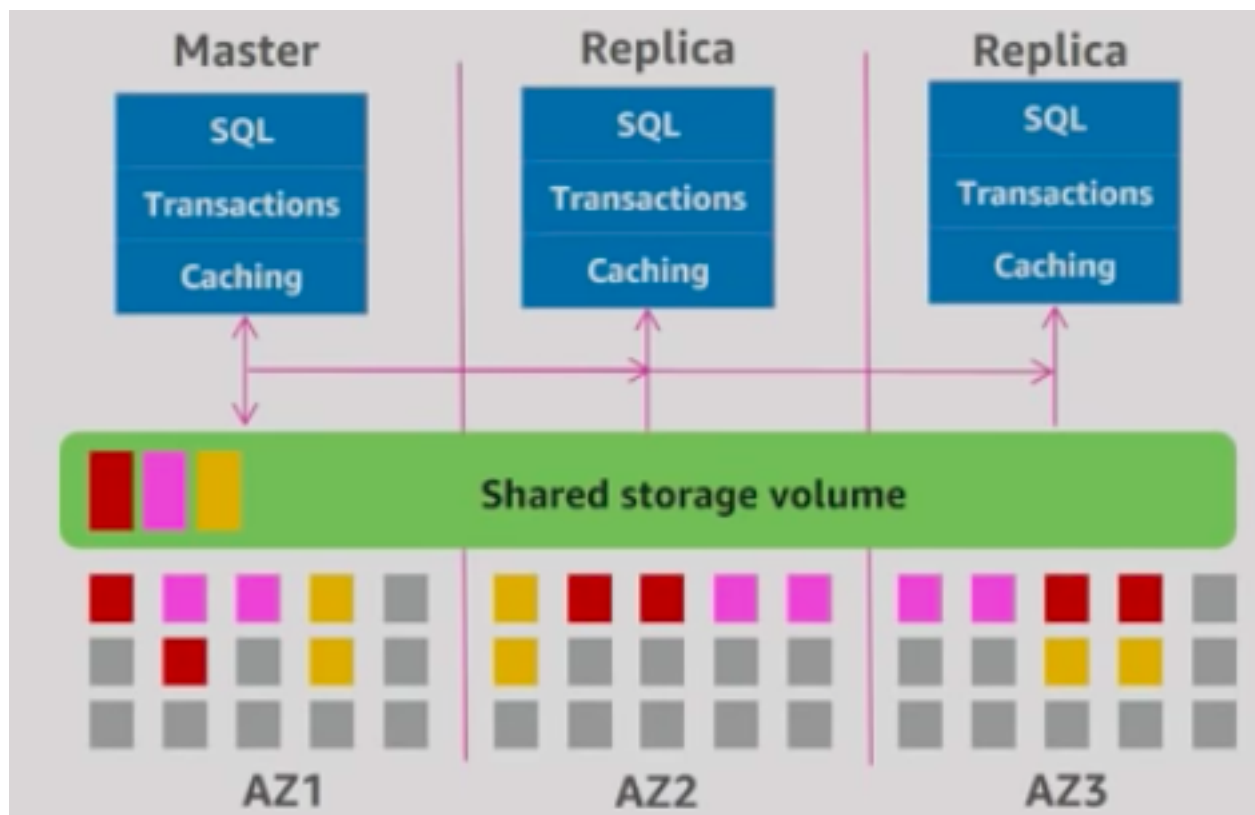 Master
Replica
Replica
SQL
Transactions
Caching
SQL
Transactions
Caching
SQL
Transactions
Caching
Shared storage volume
AZ1
AZ2
AZ3